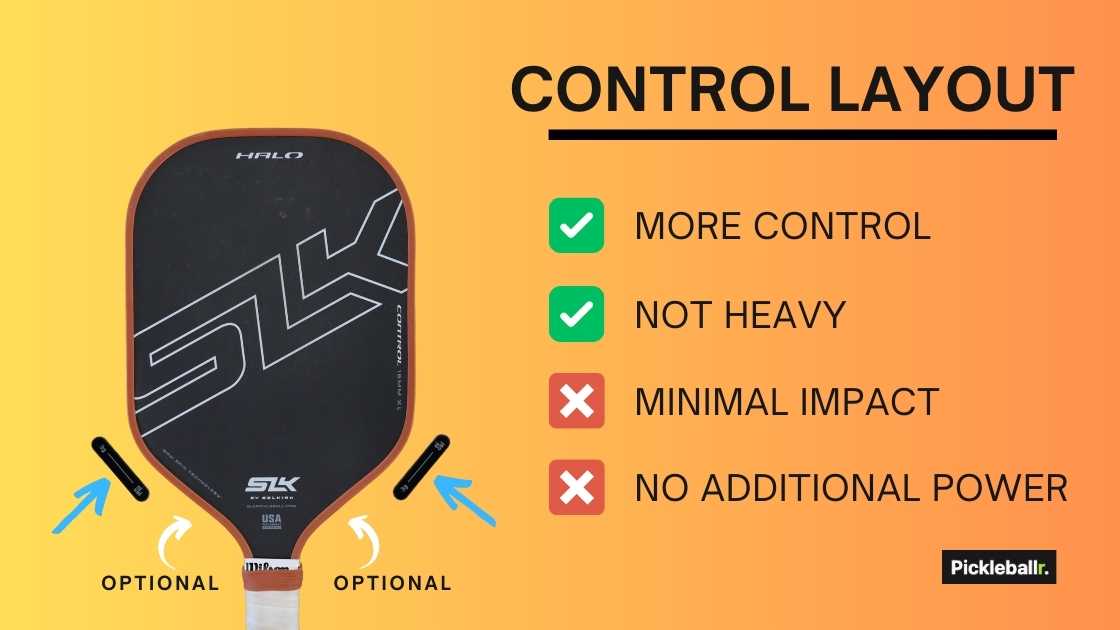 CONTROL LAYOUT
HALO
SLK
CONTROL 16MM XL
SLK
BY SELKIRK
USA
Wilson
OPTIONAL
OPTIONAL
MORE CONTROL
NOT HEAVY
MINIMAL IMPACT
NO ADDITIONAL POWER
Pickleballr.